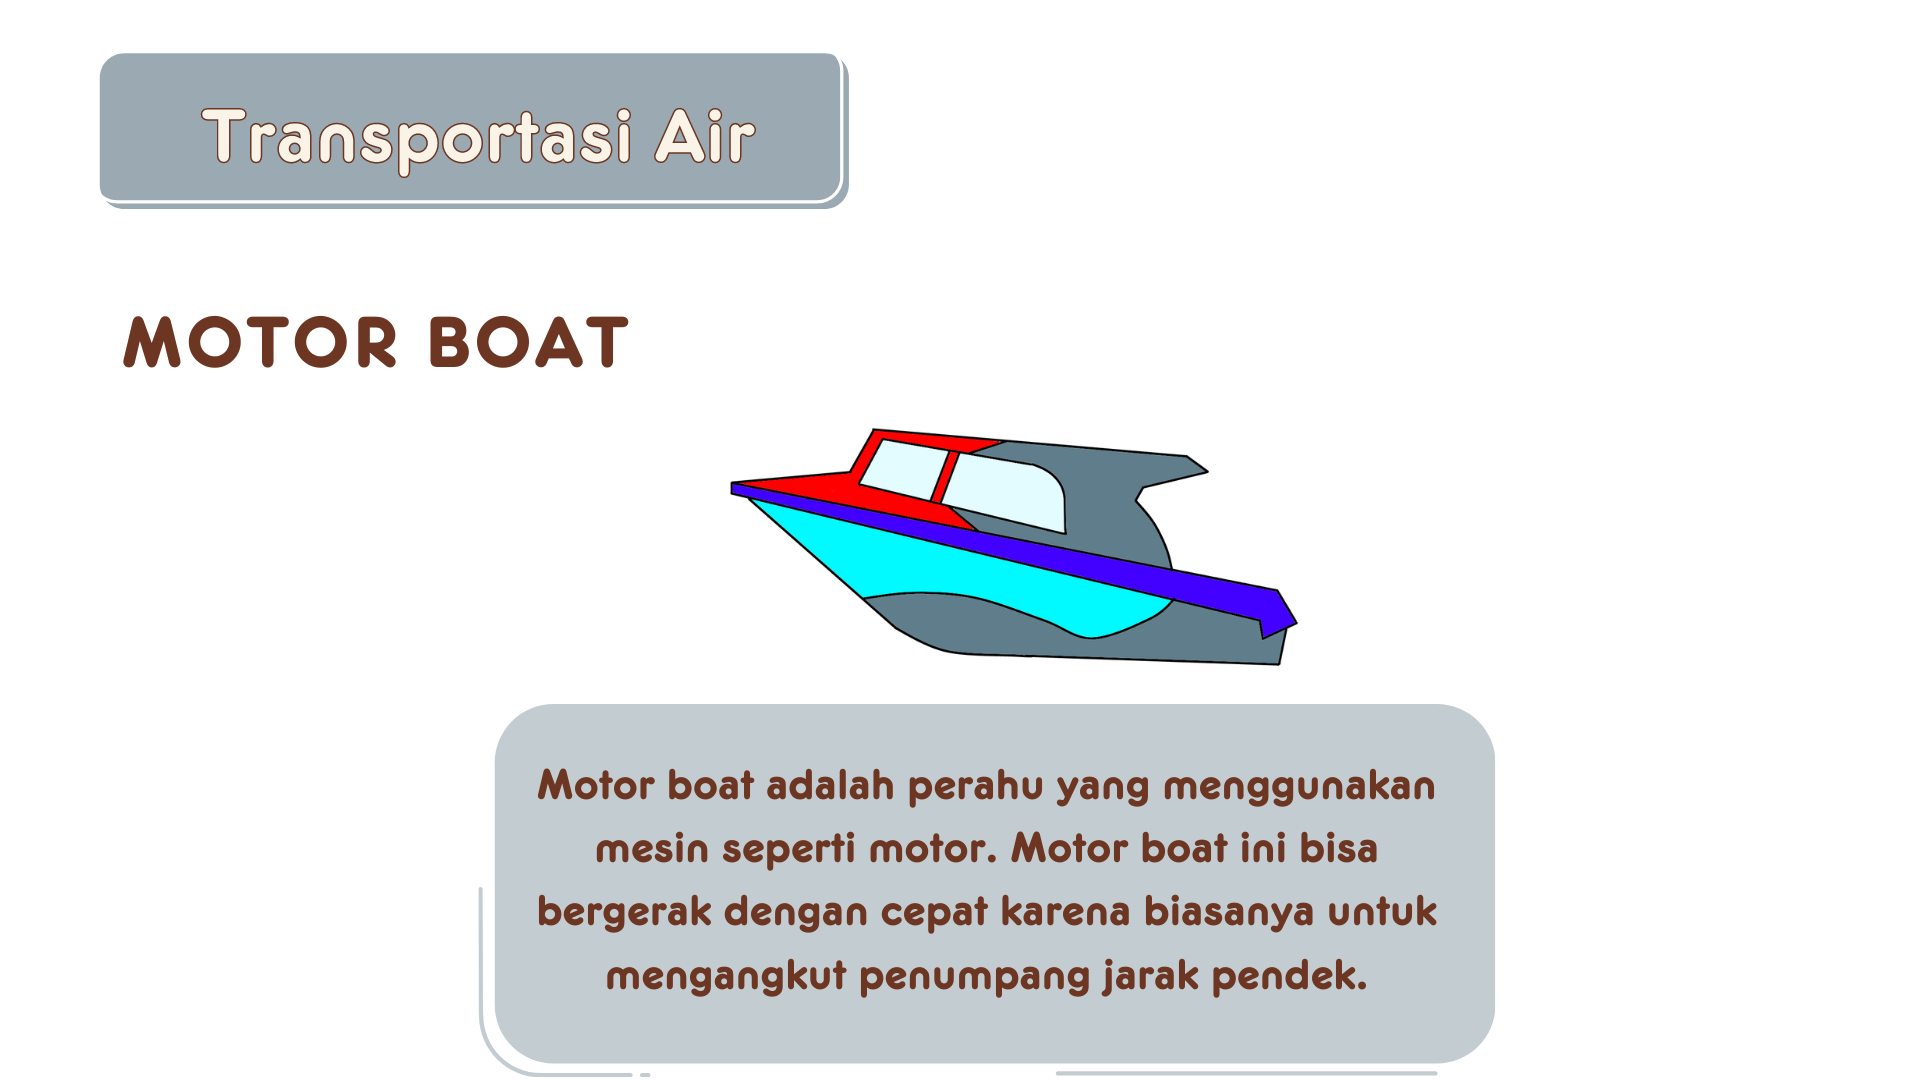 Transportasi Air
MOTOR BOAT
Motor boat adalah perahu yang menggunakan
mesin seperti motor. Motor boat ini bisa
bergerak dengan cepat karena biasanya untuk
mengangkut penumpang jarak pendek.